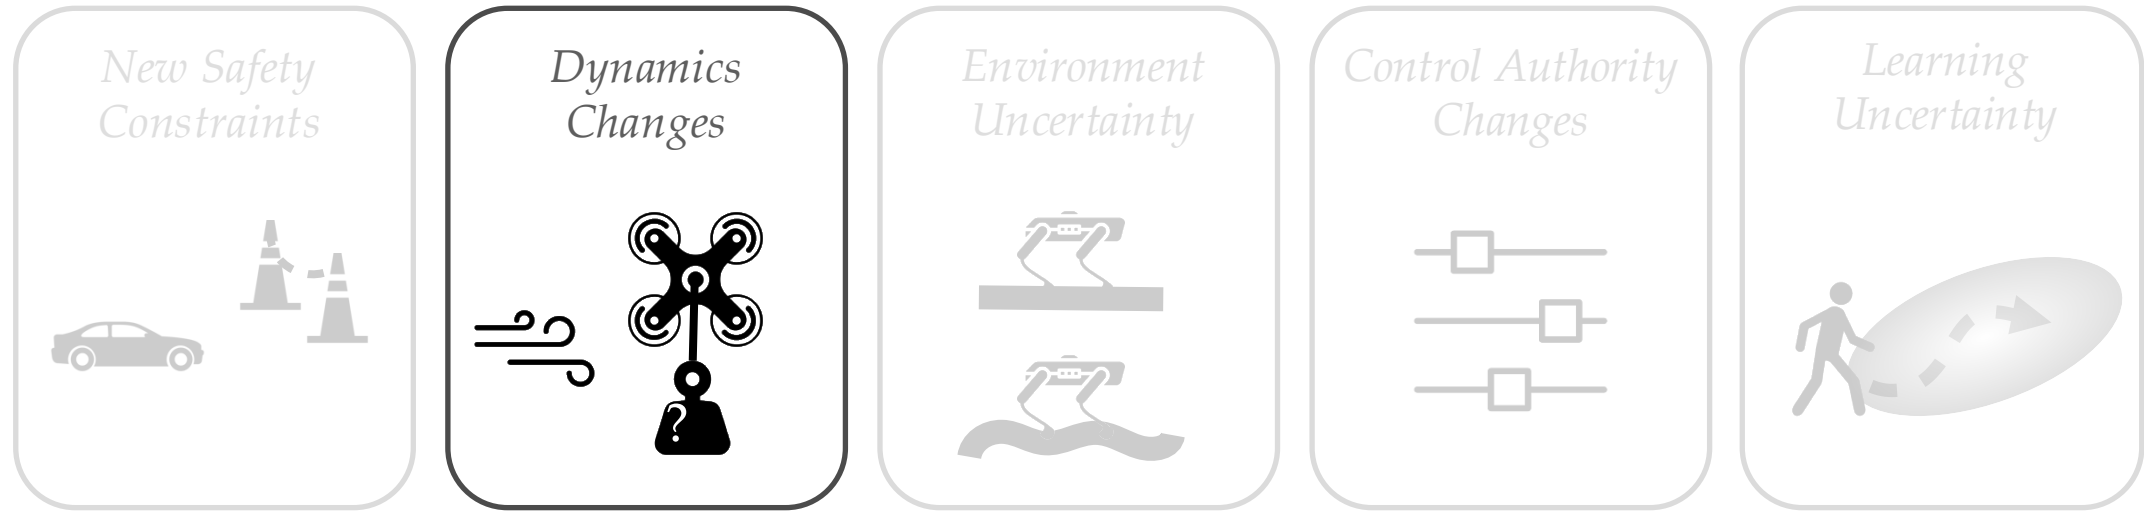 New Safety
Constraints
Dynamics
Changes
?
Environment
Uncertainty
Control Authority
Changes
Learning
Uncertainty